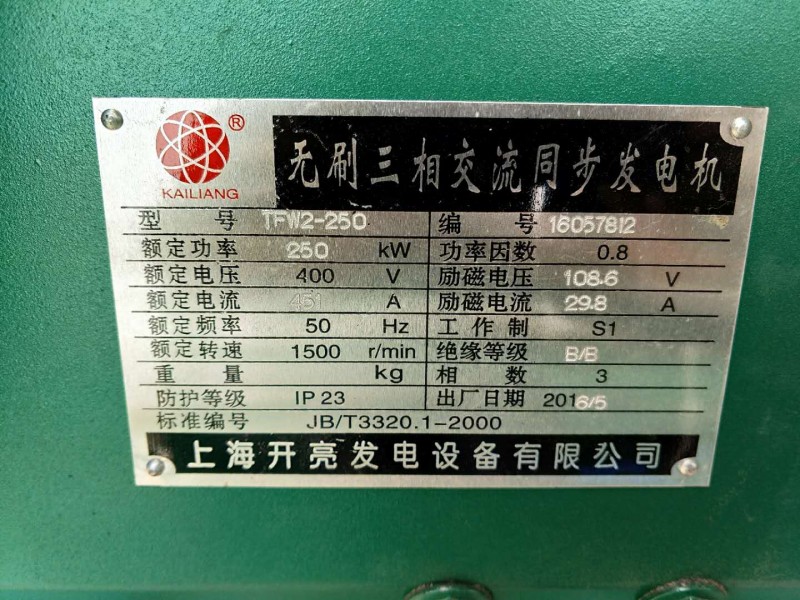 ®
KAILIANG
无刷三相交流同步发电机
型 号 TFW2-250 编 号 16057812
额定功率 250 kW 功率因数 0.8
额定电压 400 V 励磁电压 108.6 V
额定电流 451 A 励磁电流 29.8 A
额定频率 50 Hz 工作制 S1
额定转速 1500 r/min 绝缘等级 B/B
重 量 kg 相 数 3
防护等级 IP 23 出厂日期 2016/5
标准编号 JB/T3320.1-2000
上海开亮发电设备有限公司